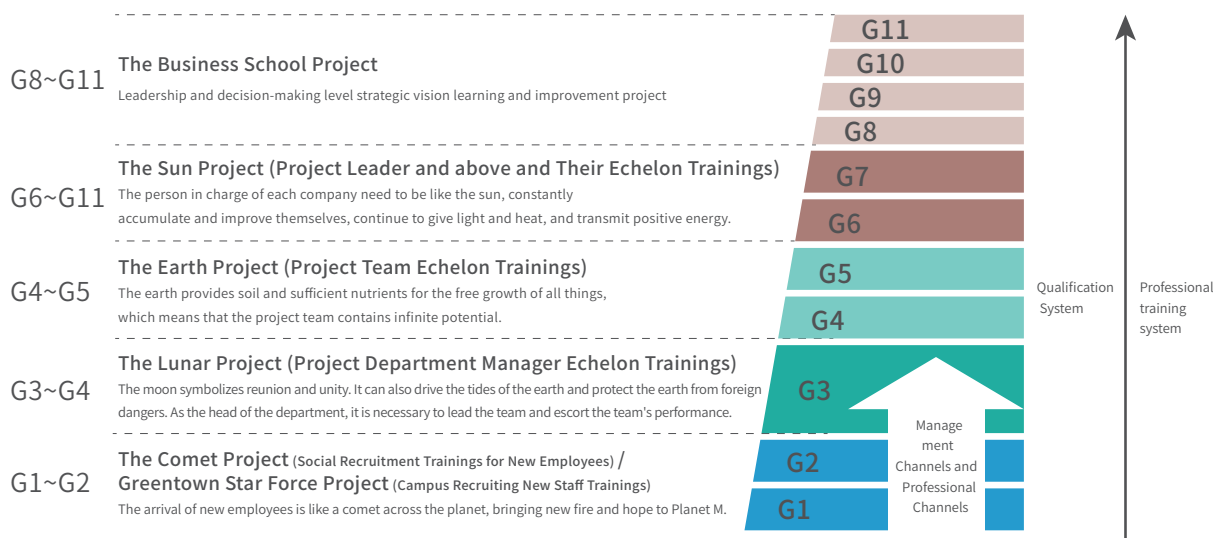 G11
G10
G9
G8
G8~G11
The Business School Project
Leadership and decision-making level strategic vision learning and improvement project
G7
G6
G6~G11
The Sun Project (Project Leader and above and Their Echelon Trainings)
The person in charge of each company need to be like the sun, constantly
accumulate and improve themselves, continue to give light and heat, and transmit positive energy.
G5
G4
G4~G5
The Earth Project (Project Team Echelon Trainings)
The earth provides soil and sufficient nutrients for the free growth of all things,
which means that the project team contains infinite potential.
G3
G3~G4
The Lunar Project (Project Department Manager Echelon Trainings)
The moon symbolizes reunion and unity. It can also drive the tides of the earth and protect the earth from foreign
dangers. As the head of the department, it is necessary to lead the team and escort the team's performance.
G2
G1
G1~G2
The Comet Project (Social Recruitment Trainings for New Employees) /
Greentown Star Force Project (Campus Recruiting New Staff Trainings)
The arrival of new employees is like a comet across the planet, bringing new fire and hope to Planet M.
Manage
ment
Channels and
Professional
Channels
Qualification
System
Professional
training
system